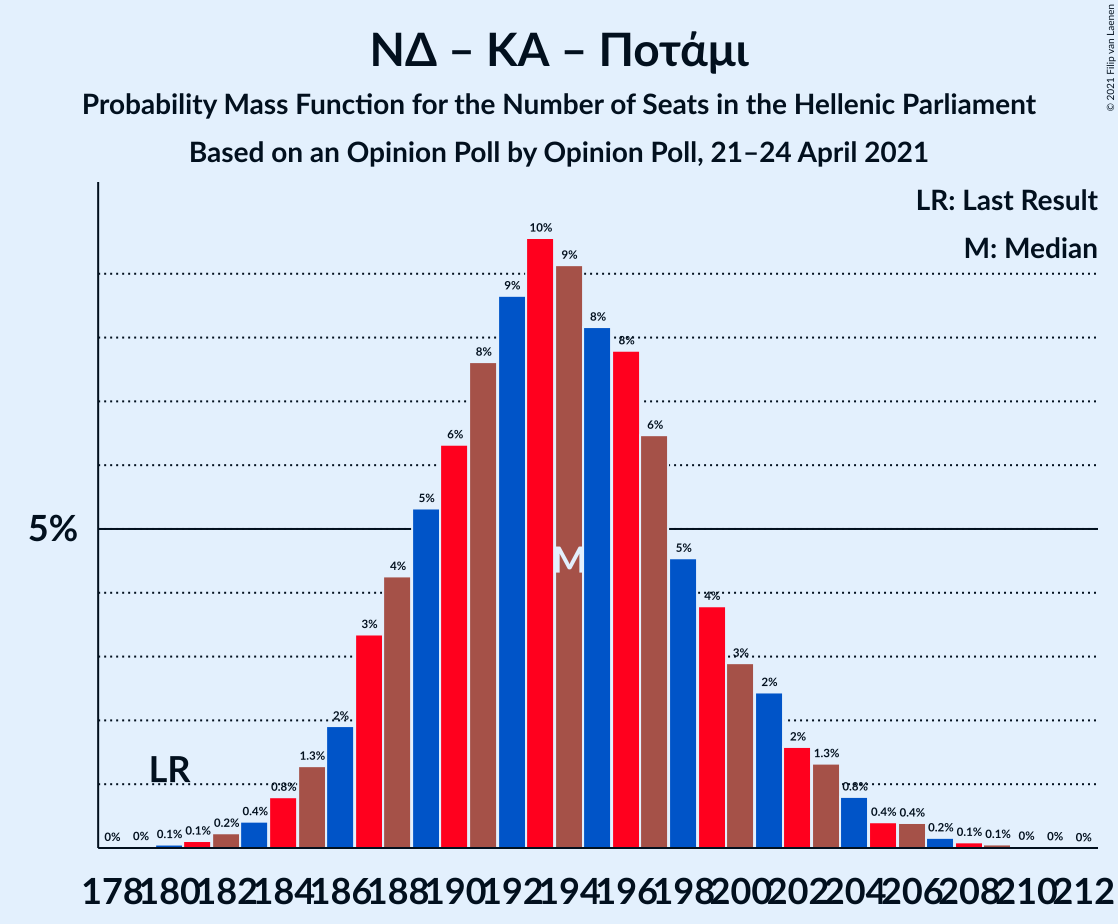 ΝΔ – ΚΑ – Ποτάμι
Probability Mass Function for the Number of Seats in the Hellenic Parliament
Based on an Opinion Poll by Opinion Poll, 21–24 April 2021
© 2021 Filip van Laenen
LR: Last Result
M: Median
5%
LR
M
0% 0% 0.1% 0.1% 0.2% 0.4% 0.8% 1.3% 2% 3% 4% 5% 6% 8% 9% 10% 9% 8% 8% 6% 5% 4% 3% 2% 2% 1.3% 0.8% 0.4% 0.4% 0.2% 0.1% 0.1% 0% 0% 0%
178 180 182 184 186 188 190 192 194 196 198 200 202 204 206 208 210 212